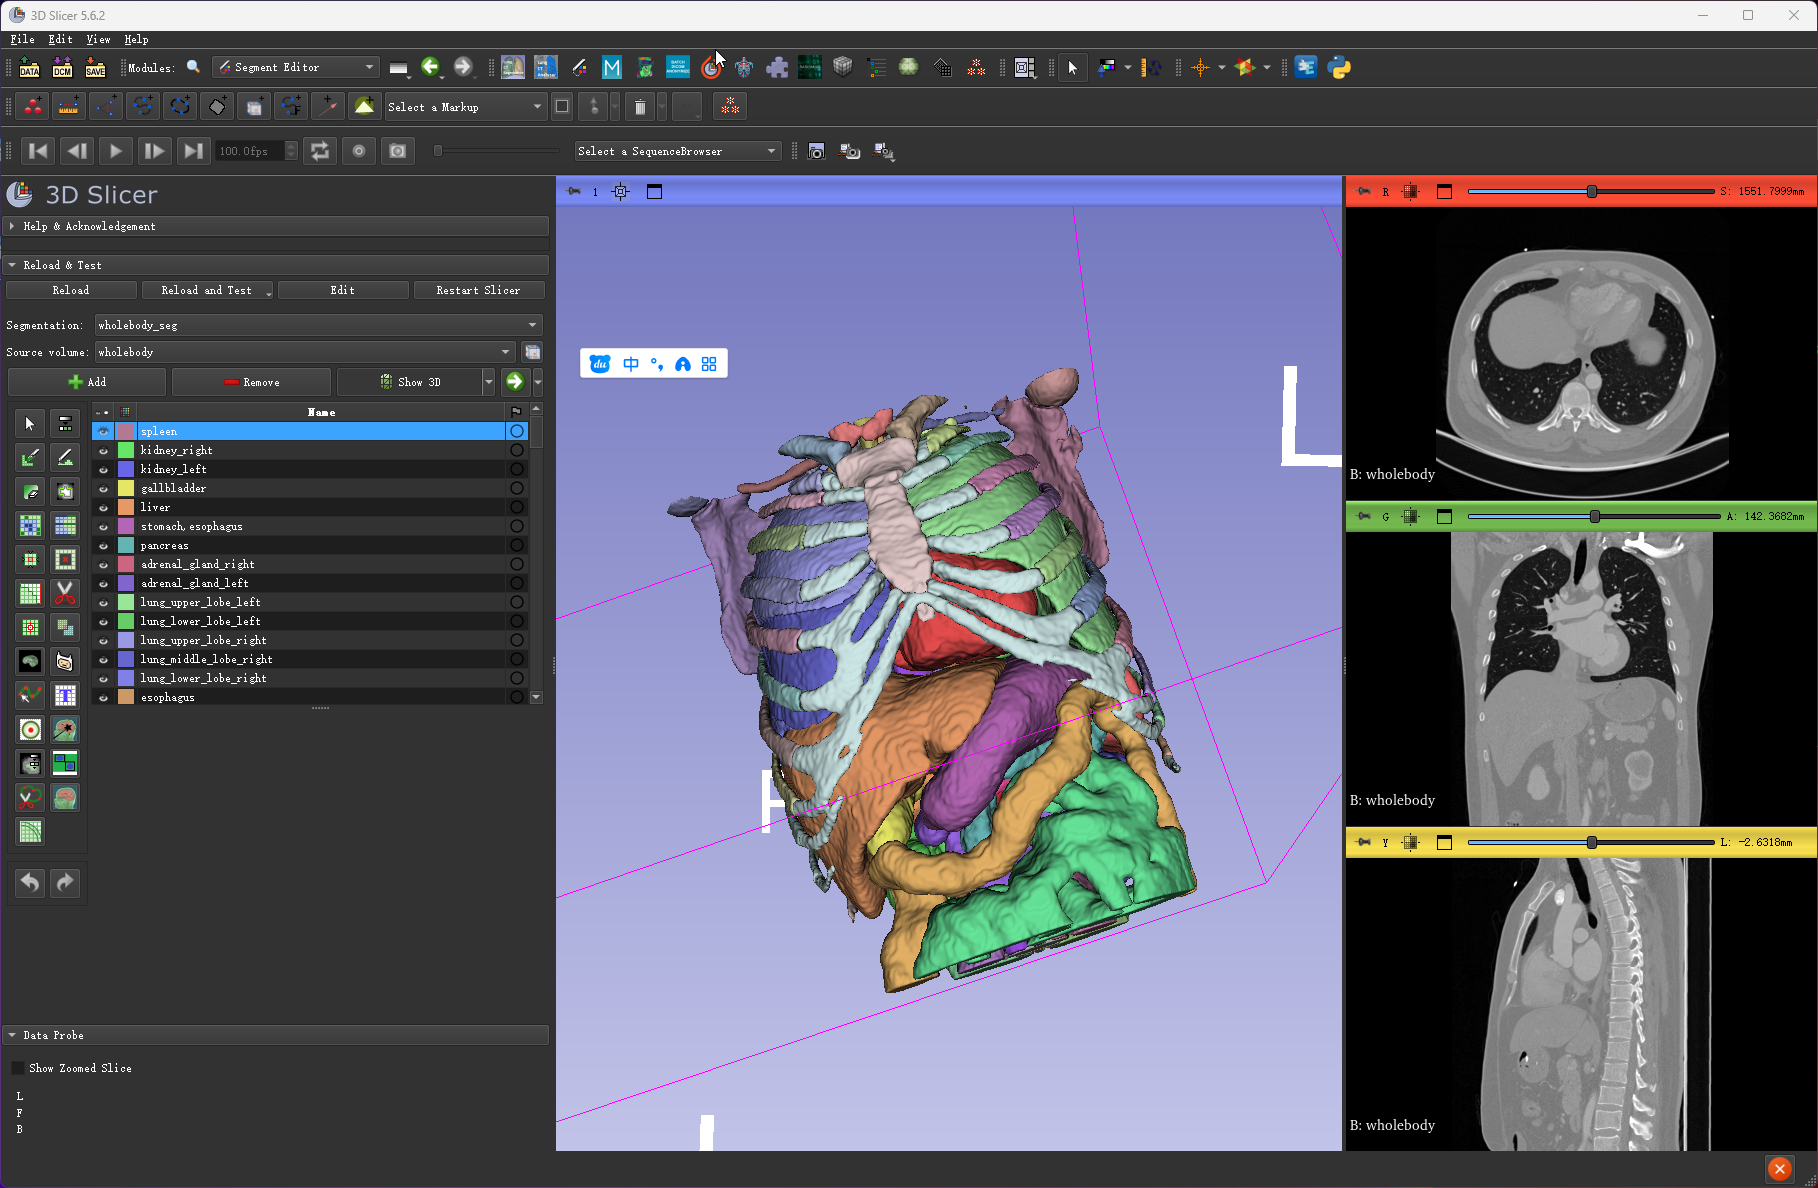 3D Slicer 5.6.2
File Edit View Help
DATA DCM SAVE Modules: Segment Editor
Select a Markup
100.0fps Select a SequenceBrowser
3D Slicer
Help & Acknowledgement
Reload & Test
Reload Reload and Test Edit Restart Slicer
Segmentation: wholebody_seg
Source volume: wholebody
Add Remove Show 3D
Name
spleen
kidney_right
kidney_left
gallbladder
liver
stomach,esophagus
pancreas
adrenal_gland_right
adrenal_gland_left
lung_upper_lobe_left
lung_lower_lobe_left
lung_upper_lobe_right
lung_middle_lobe_right
lung_lower_lobe_right
esophagus
Data Probe
Show Zoomed Slice
L
F
B
1
du 中
L
R S: 1551.7999mm
B: wholebody
G A: 142.3682mm
B: wholebody
Y L: -2.6318mm
B: wholebody